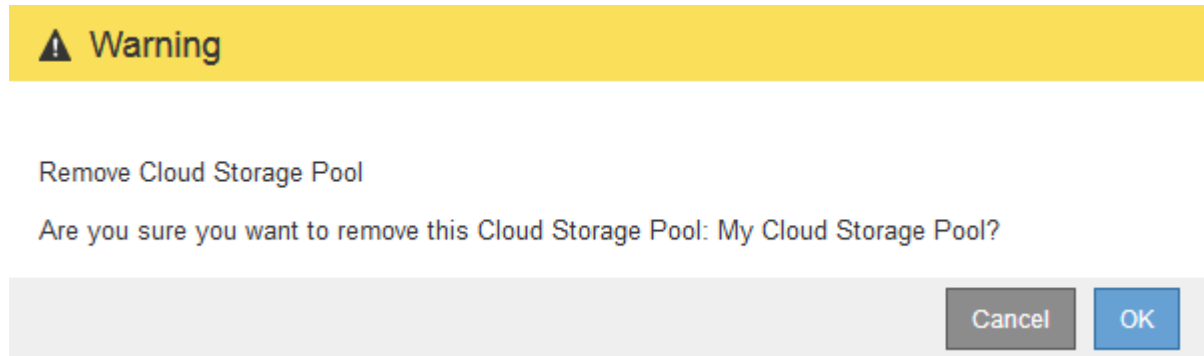 Warning
Remove Cloud Storage Pool
Are you sure you want to remove this Cloud Storage Pool: My Cloud Storage Pool?
Cancel OK